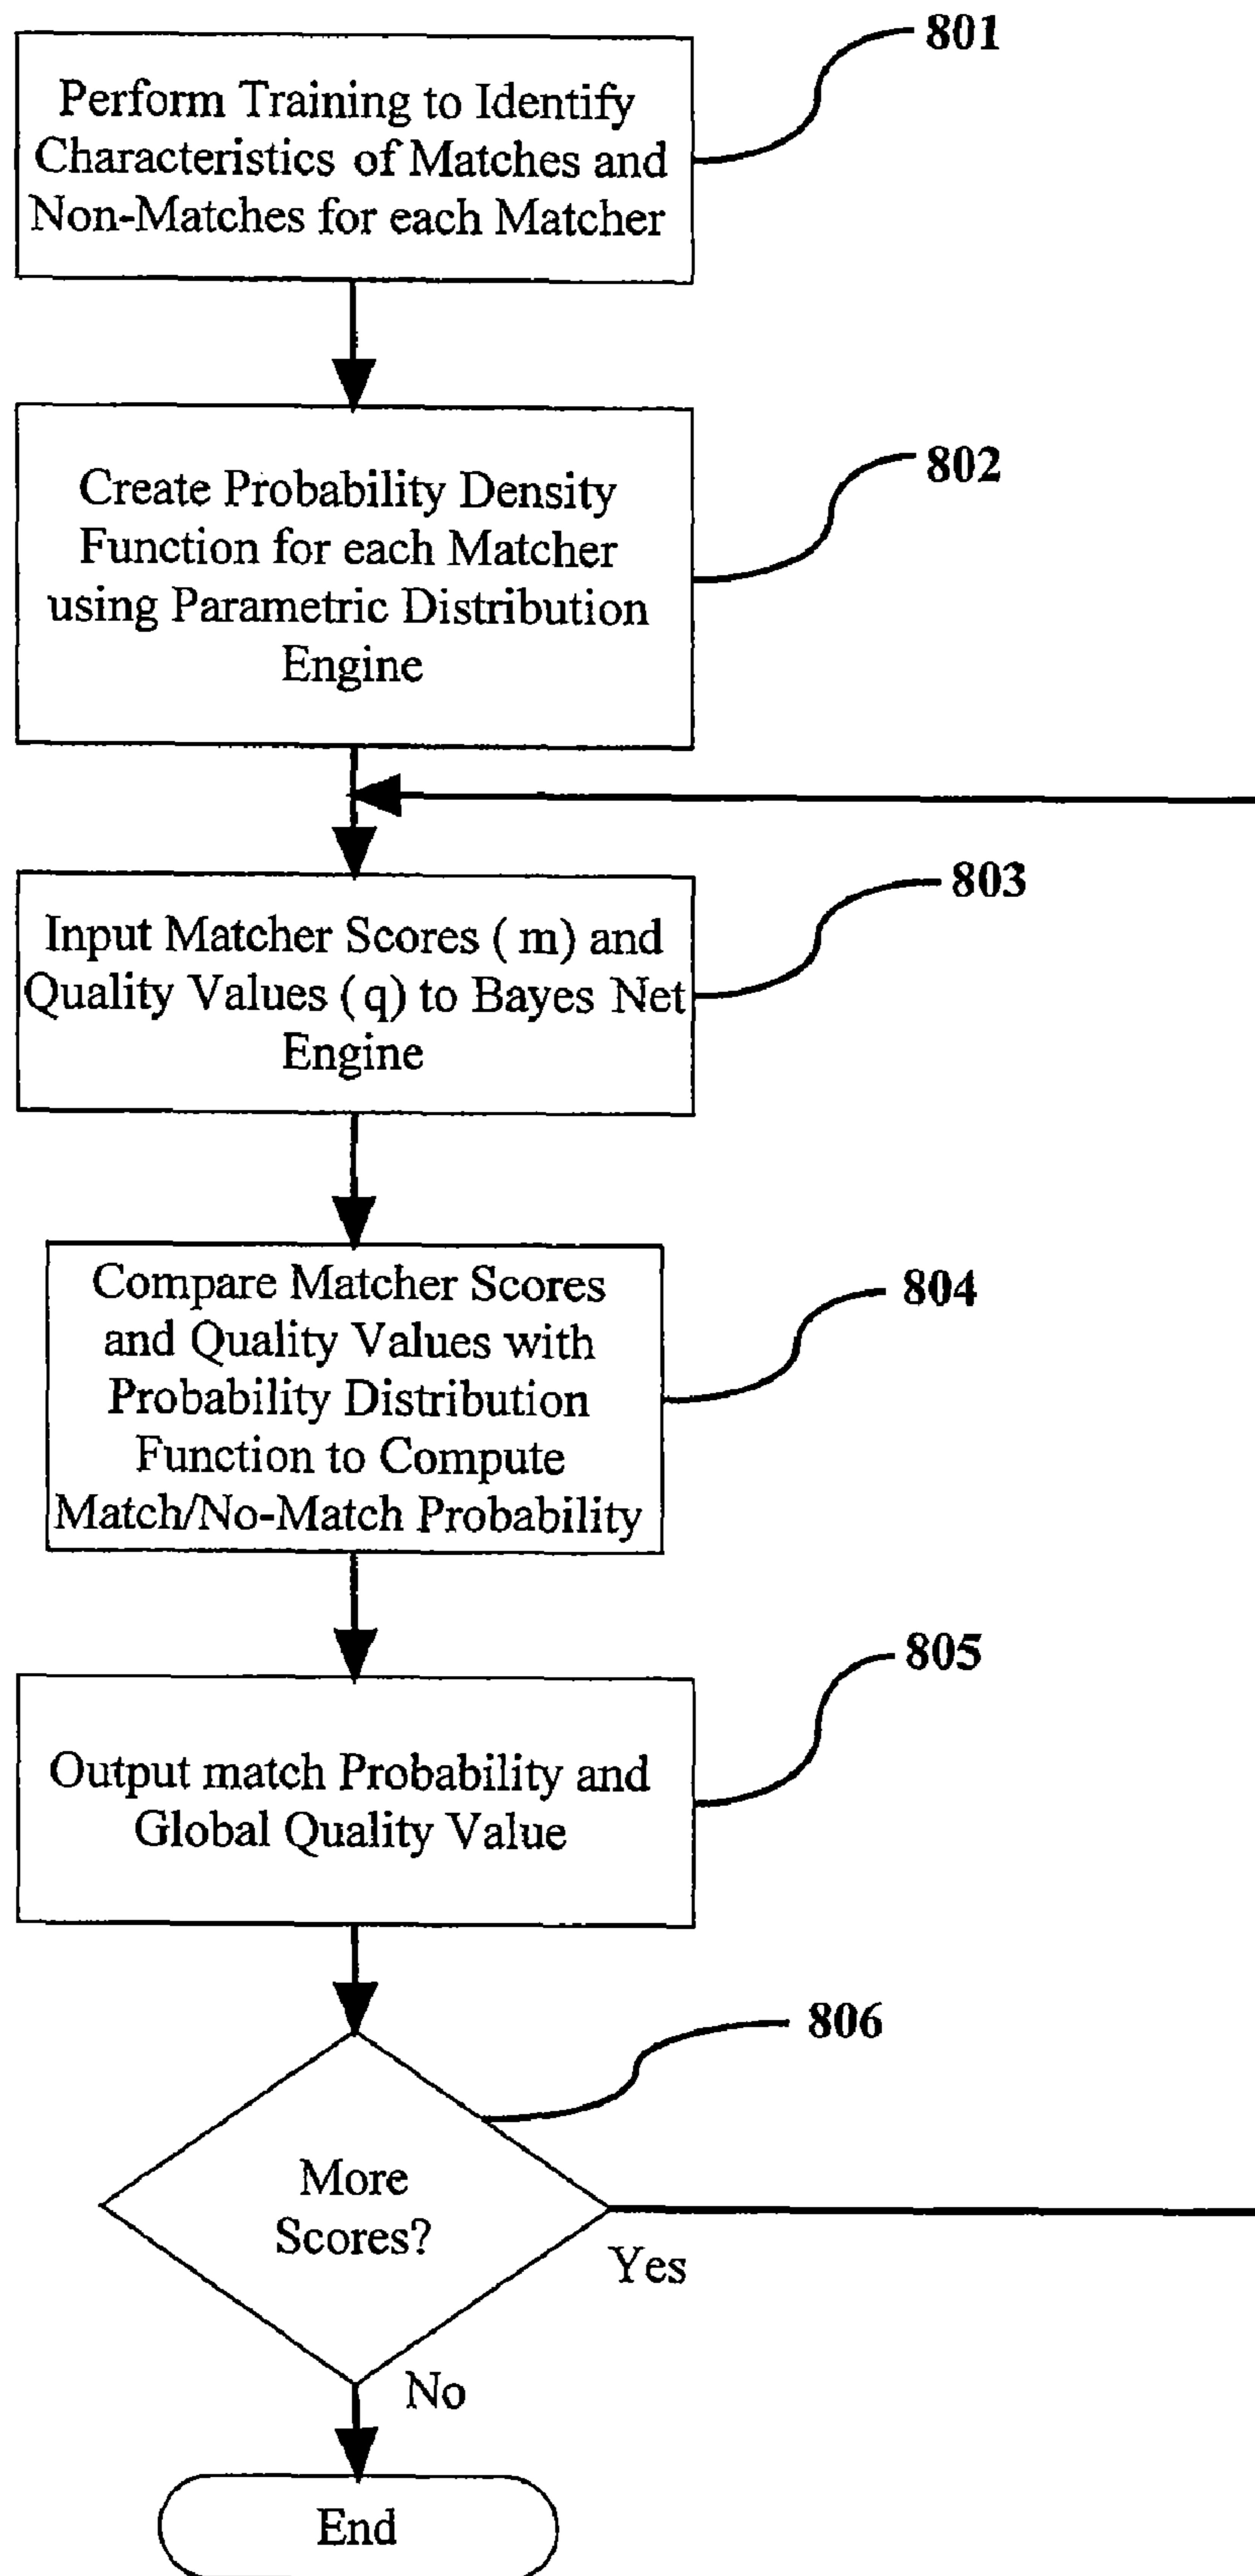 801
Perform Training to Identify
Characteristics of Matches and
Non-Matches for each Matcher
802
Create Probability Density
Function for each Matcher
using Parametric Distribution
Engine
803
Input Matcher Scores ( m) and
Quality Values ( q) to Bayes Net
Engine
804
Compare Matcher Scores
and Quality Values with
Probability Distribution
Function to Compute
Match/No-Match Probability
805
Output match Probability and
Global Quality Value
806
More
Scores?
Yes
No
End